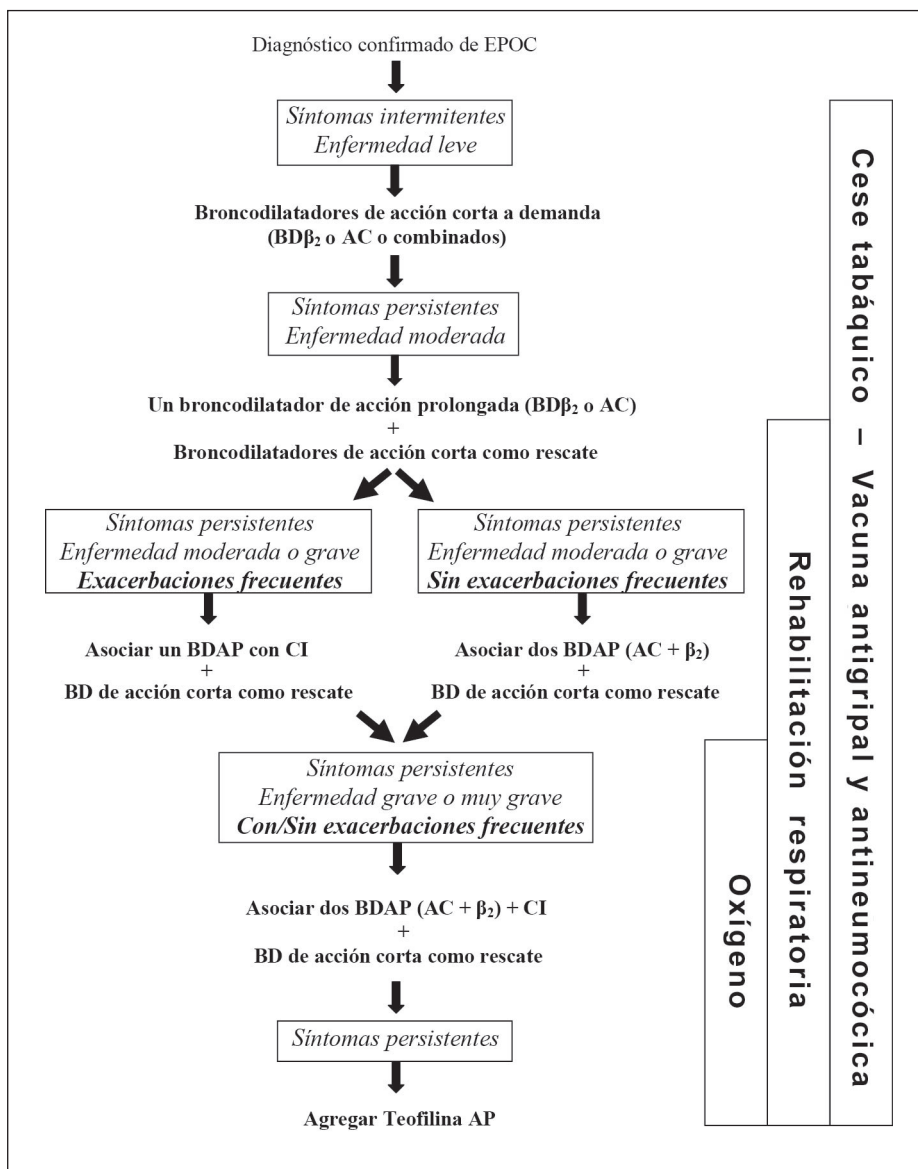 Diagnóstico confirmado de EPOC
Síntomas intermitentes
Enfermedad leve
Broncodilatadores de acción corta a demanda
(BDβ₂ o AC o combinados)
Síntomas persistentes
Enfermedad moderada
Un broncodilatador de acción prolongada (BDβ₂ o AC)
+
Broncodilatadores de acción corta como rescate
Síntomas persistentes
Enfermedad moderada o grave
Exacerbaciones frecuentes
Síntomas persistentes
Enfermedad moderada o grave
Sin exacerbaciones frecuentes
Asociar un BDAP con CI
+
BD de acción corta como rescate
Asociar dos BDAP (AC + β₂)
+
BD de acción corta como rescate
Síntomas persistentes
Enfermedad grave o muy grave
Con/Sin exacerbaciones frecuentes
Asociar dos BDAP (AC + β₂) + CI
+
BD de acción corta como rescate
Síntomas persistentes
Agregar Teofilina AP
Oxígeno
Rehabilitación respiratoria
Cese tabáquico – Vacuna antigripal y antineumocócica